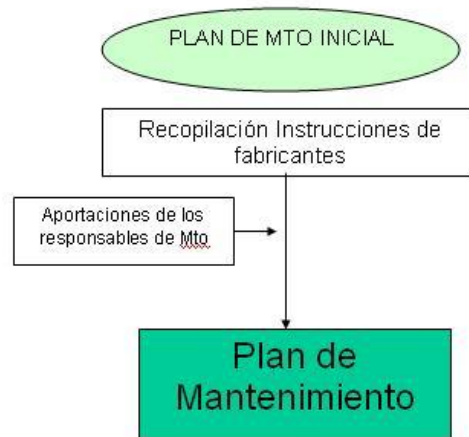 PLAN DE MTO INICIAL
Recopilación Instrucciones de
fabricantes
Aportaciones de los
responsables de Mto
Plan de
Mantenimiento